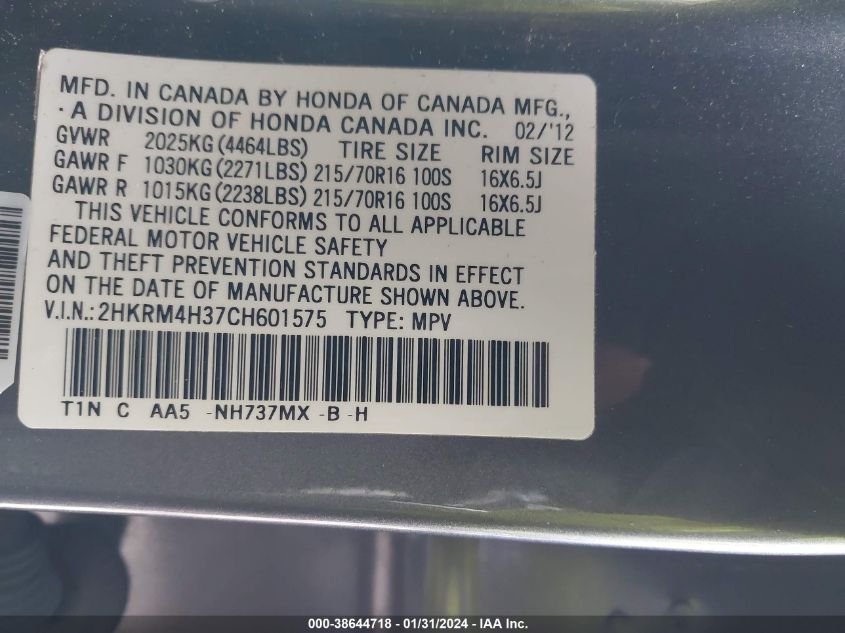 MFD. IN CANADA BY HONDA OF CANADA MFG.,
· A DIVISION OF HONDA CANADA INC. 02/'12
GVWR 2025KG (4464LBS) TIRE SIZE RIM SIZE
GAWR F 1030KG (2271LBS) 215/70R16 100S 16X6.5J
GAWR R 1015KG (2238LBS) 215/70R16 100S 16X6.5J
THIS VEHICLE CONFORMS TO ALL APPLICABLE
FEDERAL MOTOR VEHICLE SAFETY
AND THEFT PREVENTION STANDARDS IN EFFECT
ON THE DATE OF MANUFACTURE SHOWN ABOVE.
V.I.N.: 2HKRM4H37CH601575 TYPE: MPV
T1N C AA5 -NH737MX -B -H
000-38644718 - 01/31/2024 - IAA Inc.